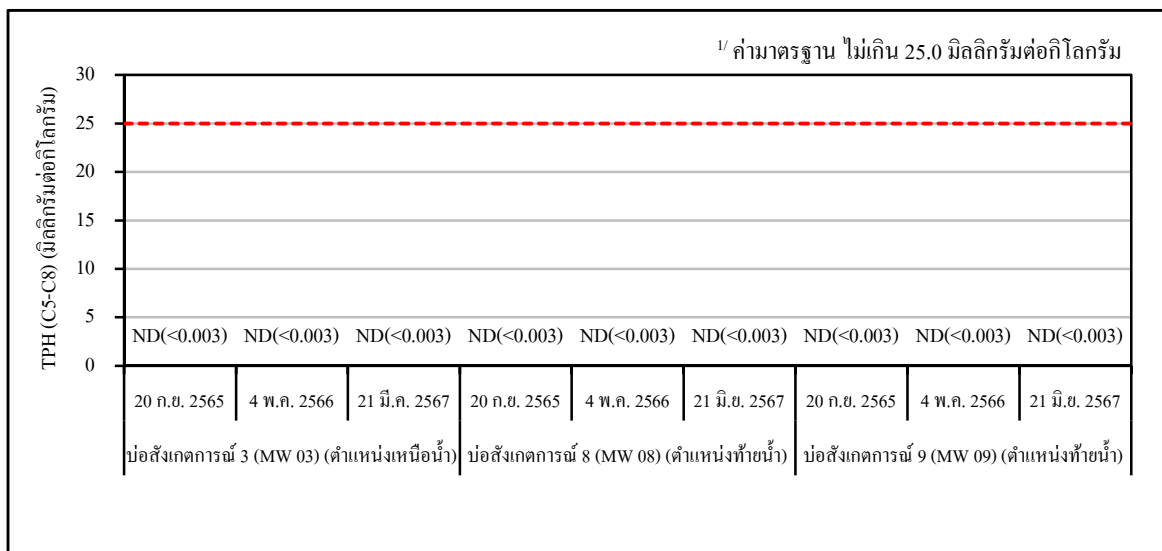 1/ ค่ามาตรฐาน ไม่เกิน 25.0 มิลลิกรัมต่อกิโลกรัม
TPH (C5-C8) (มิลลิกรัมต่อกิโลกรัม)
30
25
20
15
10
5
0
ND(<0.003) ND(<0.003) ND(<0.003) ND(<0.003) ND(<0.003) ND(<0.003) ND(<0.003) ND(<0.003) ND(<0.003)
20 ก.ย. 2565 4 พ.ค. 2566 21 มี.ค. 2567 20 ก.ย. 2565 4 พ.ค. 2566 21 มิ.ย. 2567 20 ก.ย. 2565 4 พ.ค. 2566 21 มิ.ย. 2567
บ่อสังเกตการณ์ 3 (MW 03) (ตำแหน่งเหนือน้ำ) บ่อสังเกตการณ์ 8 (MW 08) (ตำแหน่งท้ายน้ำ) บ่อสังเกตการณ์ 9 (MW 09) (ตำแหน่งท้ายน้ำ)